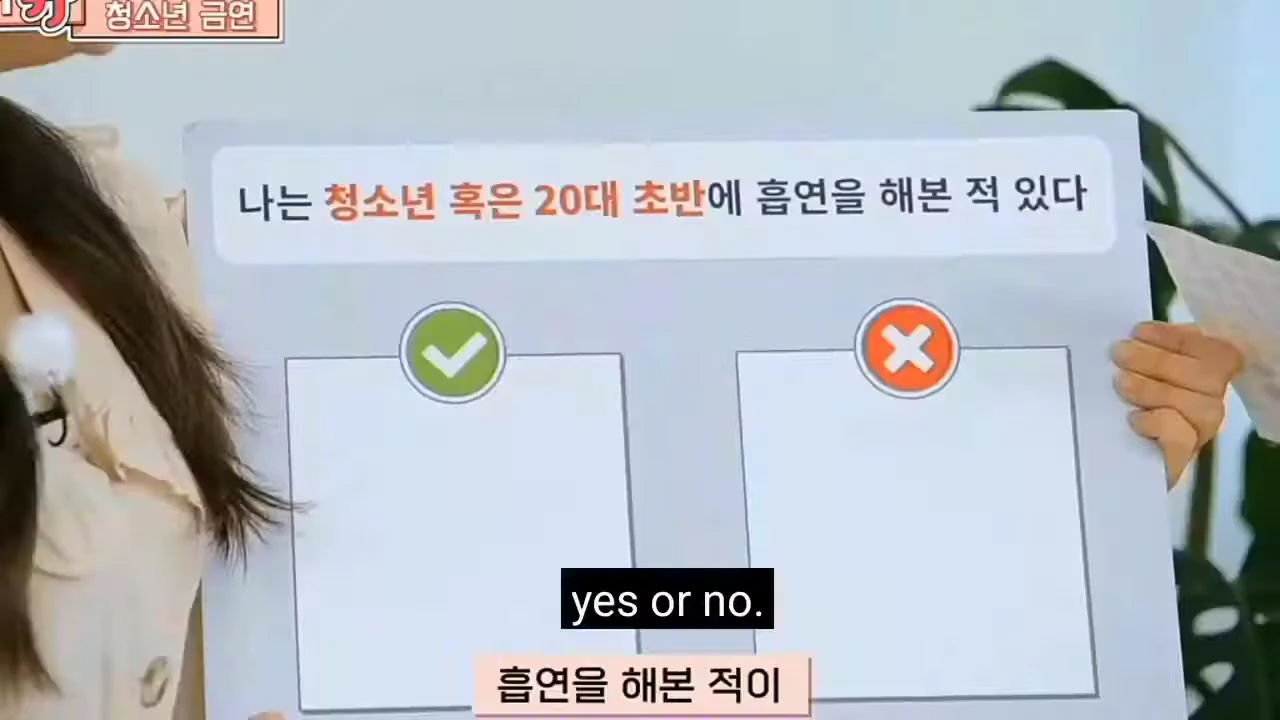 청소년 금연
나는 청소년 혹은 20대 초반에 흡연을 해본 적 있다
yes or no.
흡연을 해본 적이